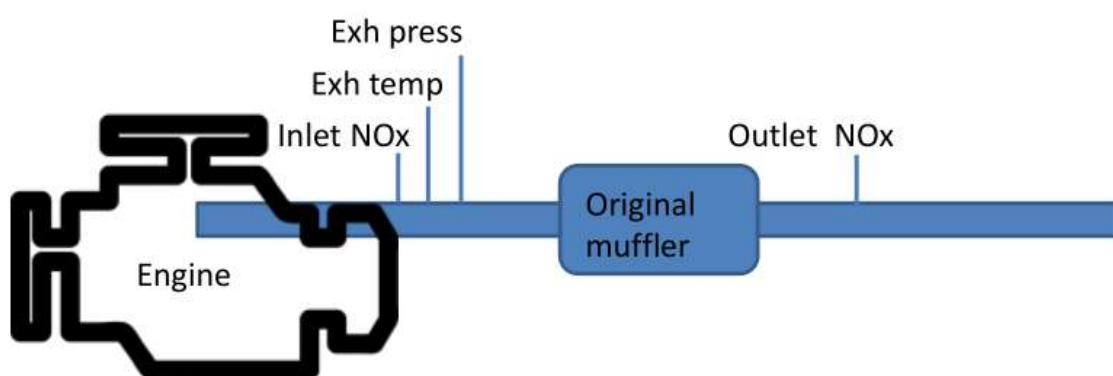 Exh press
Exh temp
Inlet NOx
Outlet  NOx
Original
muffler
Engine